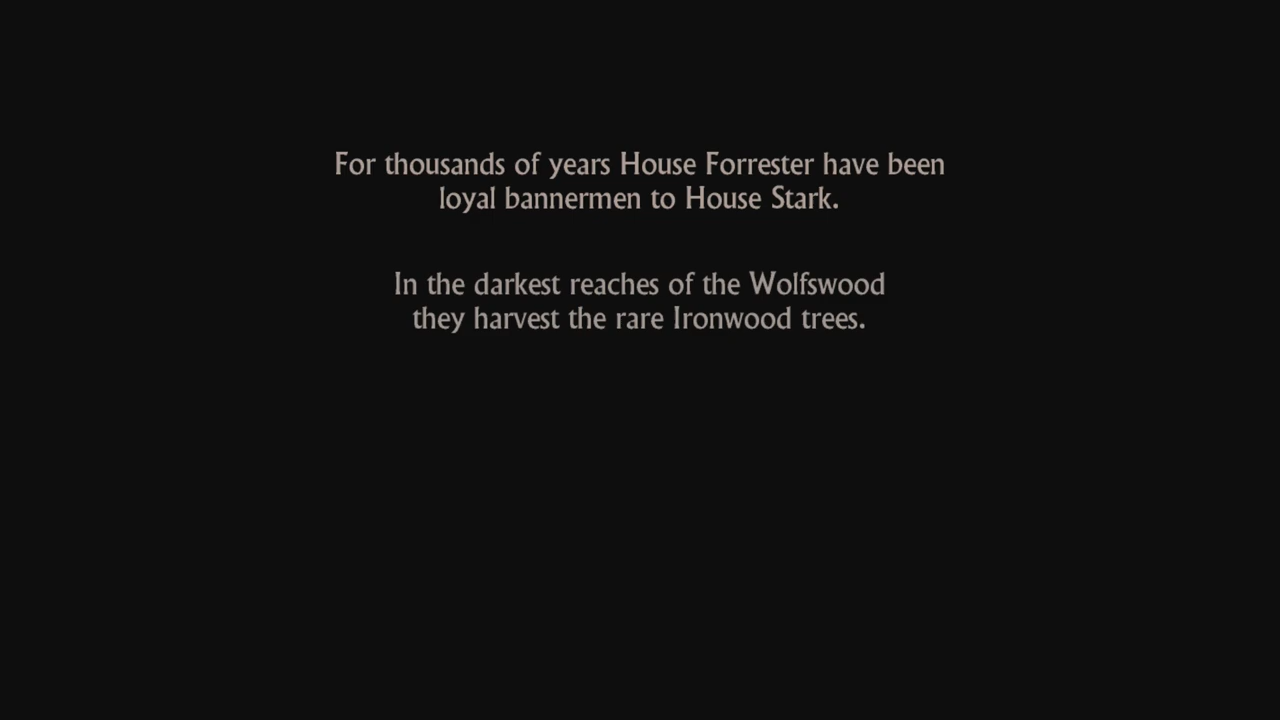 For thousands of years House Forrester have been
loyal bannermen to House Stark.
In the darkest reaches of the Wolfswood
they harvest the rare Ironwood trees.